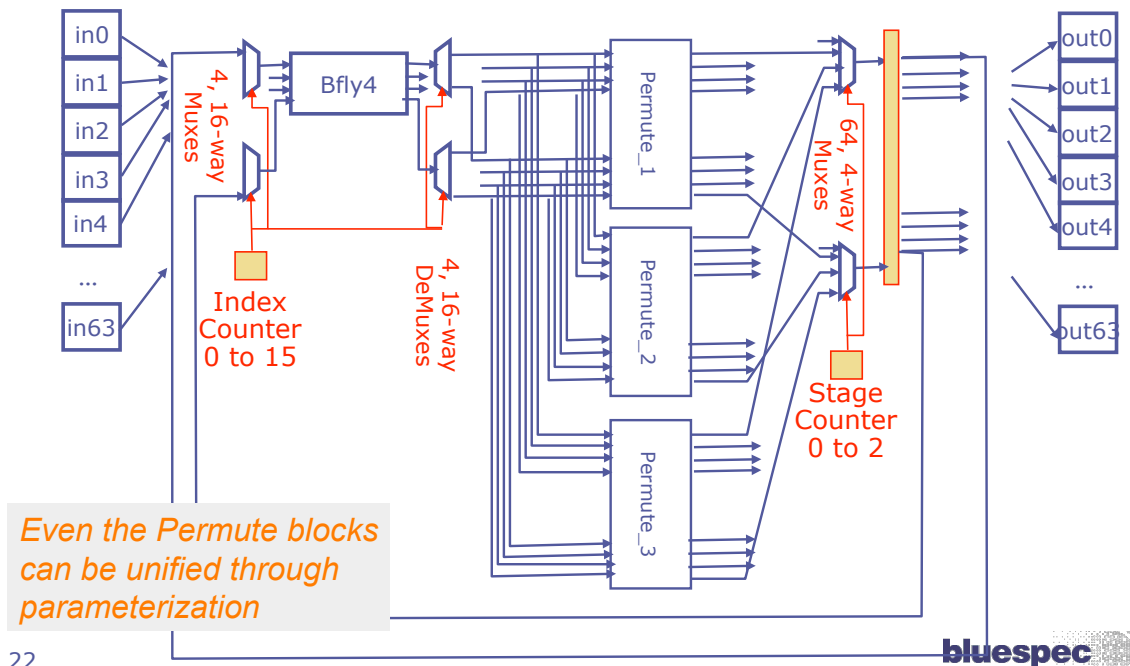 in0
in1
in2
in3
in4
...
in63
4, 16-way
Muxes
Bfly4
Index
Counter
0 to 15
4, 16-way
DeMuxes
Permute_1
Permute_2
Permute_3
64, 4-way
Muxes
Stage
Counter
0 to 2
out0
out1
out2
out3
out4
...
out63
Even the Permute blocks
can be unified through
parameterization
22
bluespec